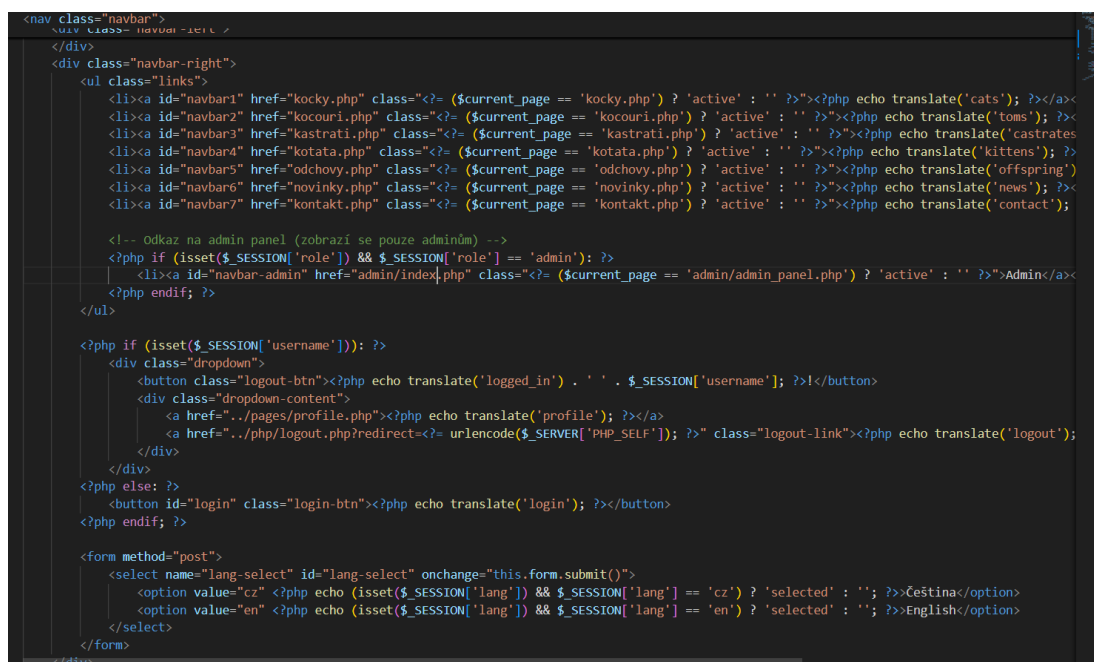 <nav class="navbar">
<div class="navbar-left">
</div>
<div class="navbar-right">
<ul class="links">
<li><a id="navbar1" href="kocky.php" class="<?= ($current_page == 'kocky.php') ? 'active' : '' ?>"><?php echo translate('cats'); ?></a><
<li><a id="navbar2" href="kocouri.php" class="<?= ($current_page == 'kocouri.php') ? 'active' : '' ?>"><?php echo translate('toms'); ?><
<li><a id="navbar3" href="kastrati.php" class="<?= ($current_page == 'kastrati.php') ? 'active' : '' ?>"><?php echo translate('castrates
<li><a id="navbar4" href="kotata.php" class="<?= ($current_page == 'kotata.php') ? 'active' : '' ?>"><?php echo translate('kittens'); ?>
<li><a id="navbar5" href="odchovy.php" class="<?= ($current_page == 'odchovy.php') ? 'active' : '' ?>"><?php echo translate('offspring')
<li><a id="navbar6" href="novinky.php" class="<?= ($current_page == 'novinky.php') ? 'active' : '' ?>"><?php echo translate('news'); ?><
<li><a id="navbar7" href="kontakt.php" class="<?= ($current_page == 'kontakt.php') ? 'active' : '' ?>"><?php echo translate('contact');
<!-- Odkaz na admin panel (zobrazí se pouze adminům) -->
<?php if (isset($_SESSION['role']) && $_SESSION['role'] == 'admin'): ?>
<li><a id="navbar-admin" href="admin/index.php" class="<?= ($current_page == 'admin/admin_panel.php') ? 'active' : '' ?>">Admin</a><
<?php endif; ?>
</ul>
<?php if (isset($_SESSION['username'])): ?>
<div class="dropdown">
<button class="logout-btn"><?php echo translate('logged_in') . ' ' . $_SESSION['username']; ?>!</button>
<div class="dropdown-content">
<a href="../pages/profile.php"><?php echo translate('profile'); ?></a>
<a href="../php/logout.php?redirect=<?= urlencode($_SERVER['PHP_SELF']); ?>" class="logout-link"><?php echo translate('logout');
</div>
</div>
<?php else: ?>
<button id="login" class="login-btn"><?php echo translate('login'); ?></button>
<?php endif; ?>
<form method="post">
<select name="lang-select" id="lang-select" onchange="this.form.submit()">
<option value="cz" <?php echo (isset($_SESSION['lang']) && $_SESSION['lang'] == 'cz') ? 'selected' : ''; ?>>Čeština</option>
<option value="en" <?php echo (isset($_SESSION['lang']) && $_SESSION['lang'] == 'en') ? 'selected' : ''; ?>>English</option>
</select>
</form>
</div>